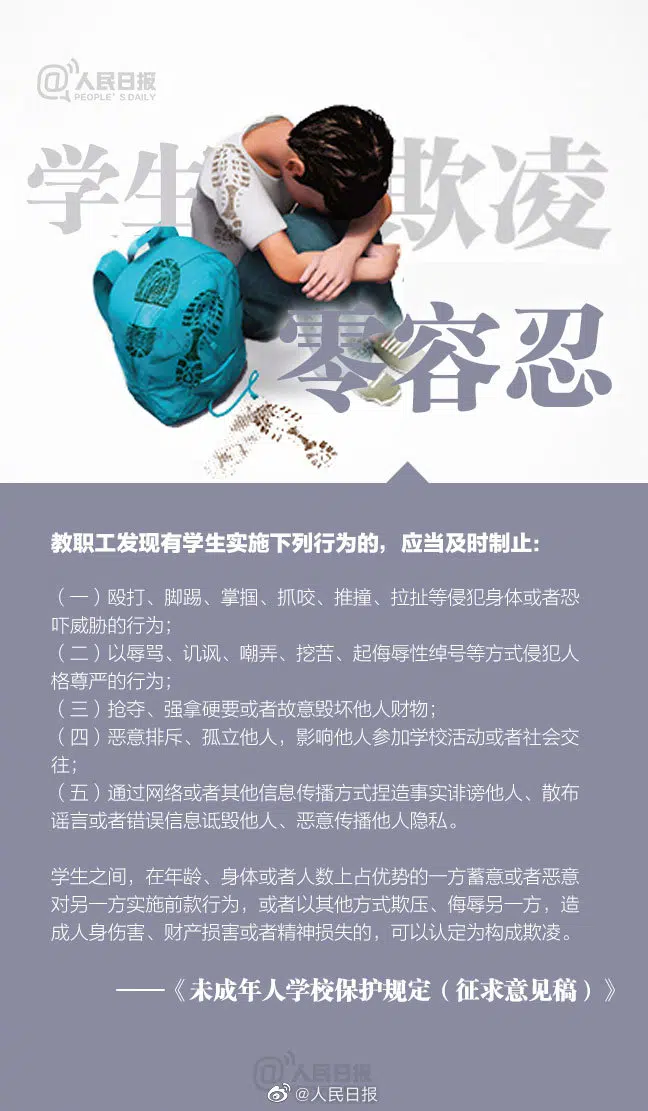 @人民日报
PEOPLE'S DAILY
学生欺凌
零容忍
教职工发现有学生实施下列行为的，应当及时制止：
（一）殴打、脚踢、掌掴、抓咬、推撞、拉扯等侵犯身体或者恐
吓威胁的行为；
（二）以辱骂、讥讽、嘲弄、挖苦、起侮辱性绰号等方式侵犯人
格尊严的行为；
（三）抢夺、强拿硬要或者故意毁坏他人财物；
（四）恶意排斥、孤立他人，影响他人参加学校活动或者社会交
往；
（五）通过网络或者其他信息传播方式捏造事实诽谤他人、散布
谣言或者错误信息诋毁他人、恶意传播他人隐私。
学生之间，在年龄、身体或者人数上占优势的一方蓄意或者恶意
对另一方实施前款行为，或者以其他方式欺压、侮辱另一方，造
成人身伤害、财产损害或者精神损失的，可以认定为构成欺凌。
——《未成年人学校保护规定（征求意见稿）》
@人民日报
@人民日报